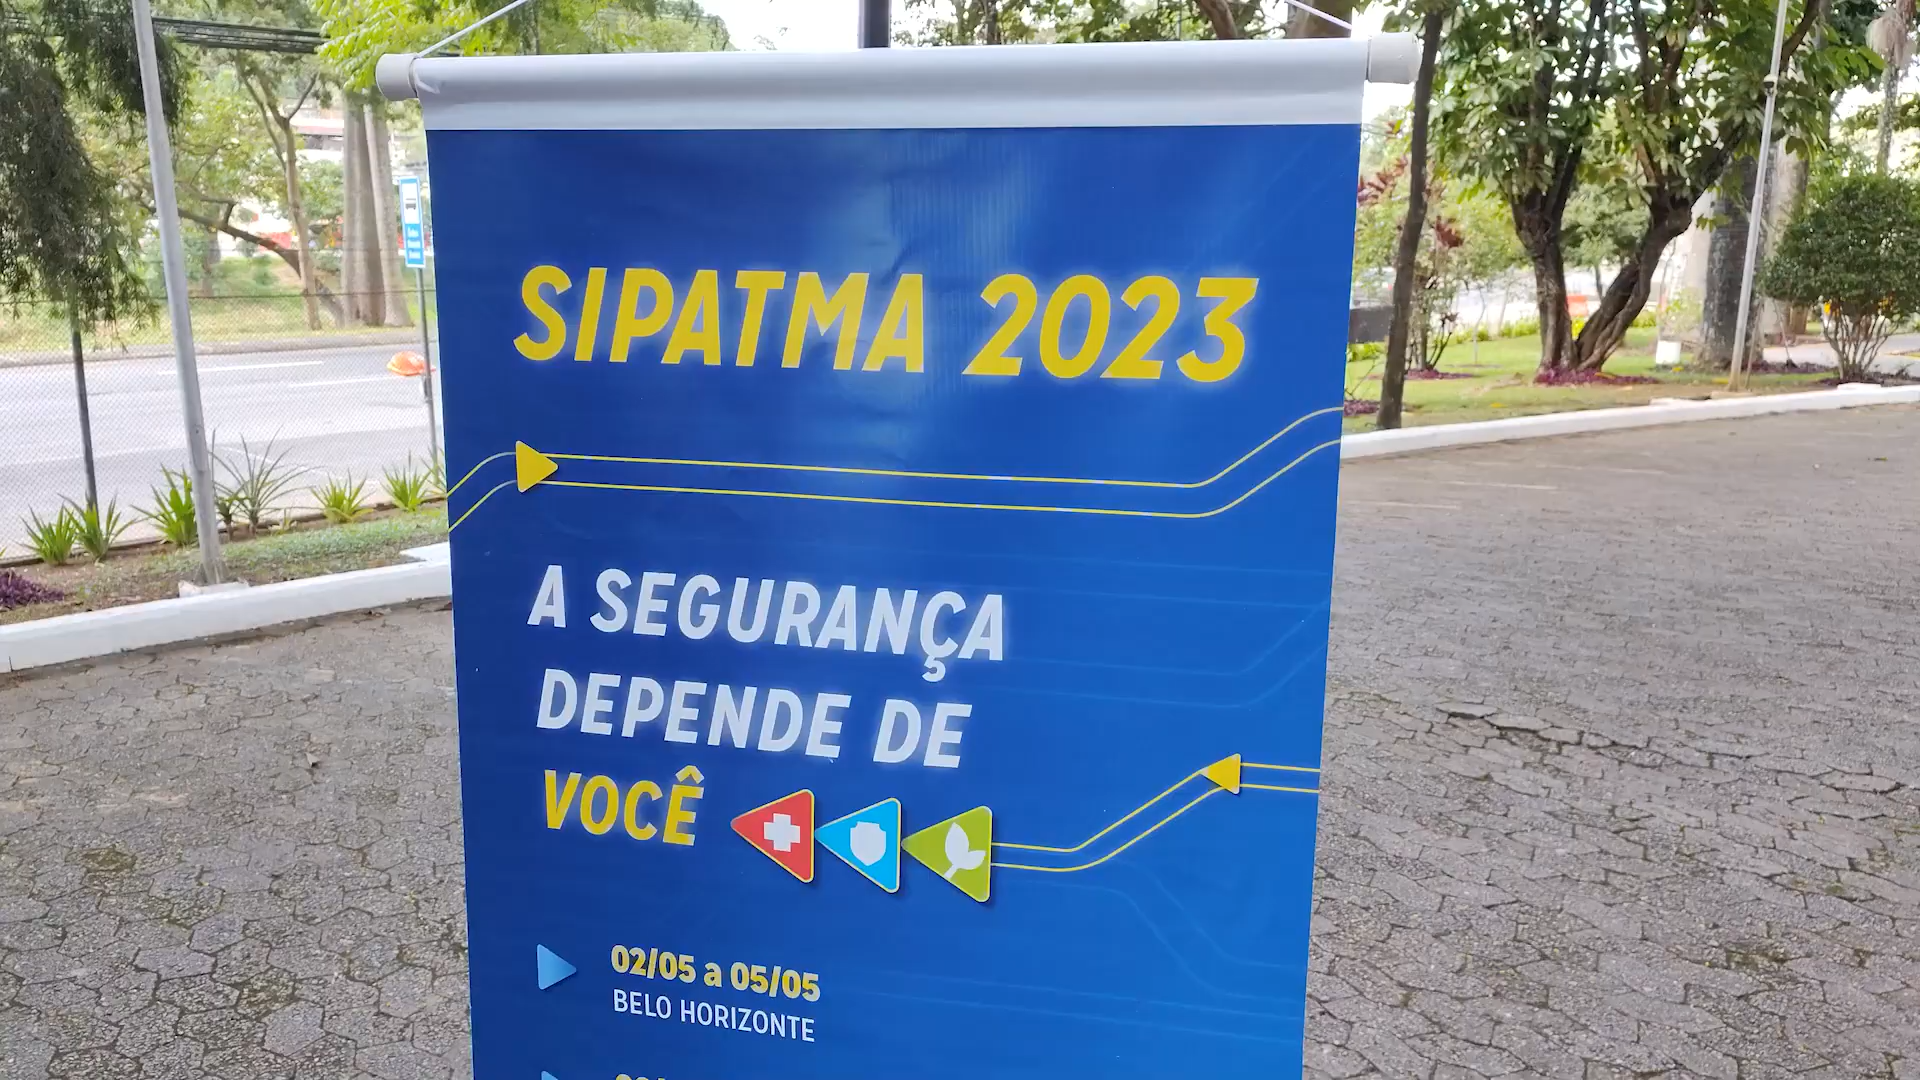 SIPATMA 2023
A SEGURANÇA
DEPENDE DE
VOCÊ
02/05 a 05/05
BELO HORIZONTE